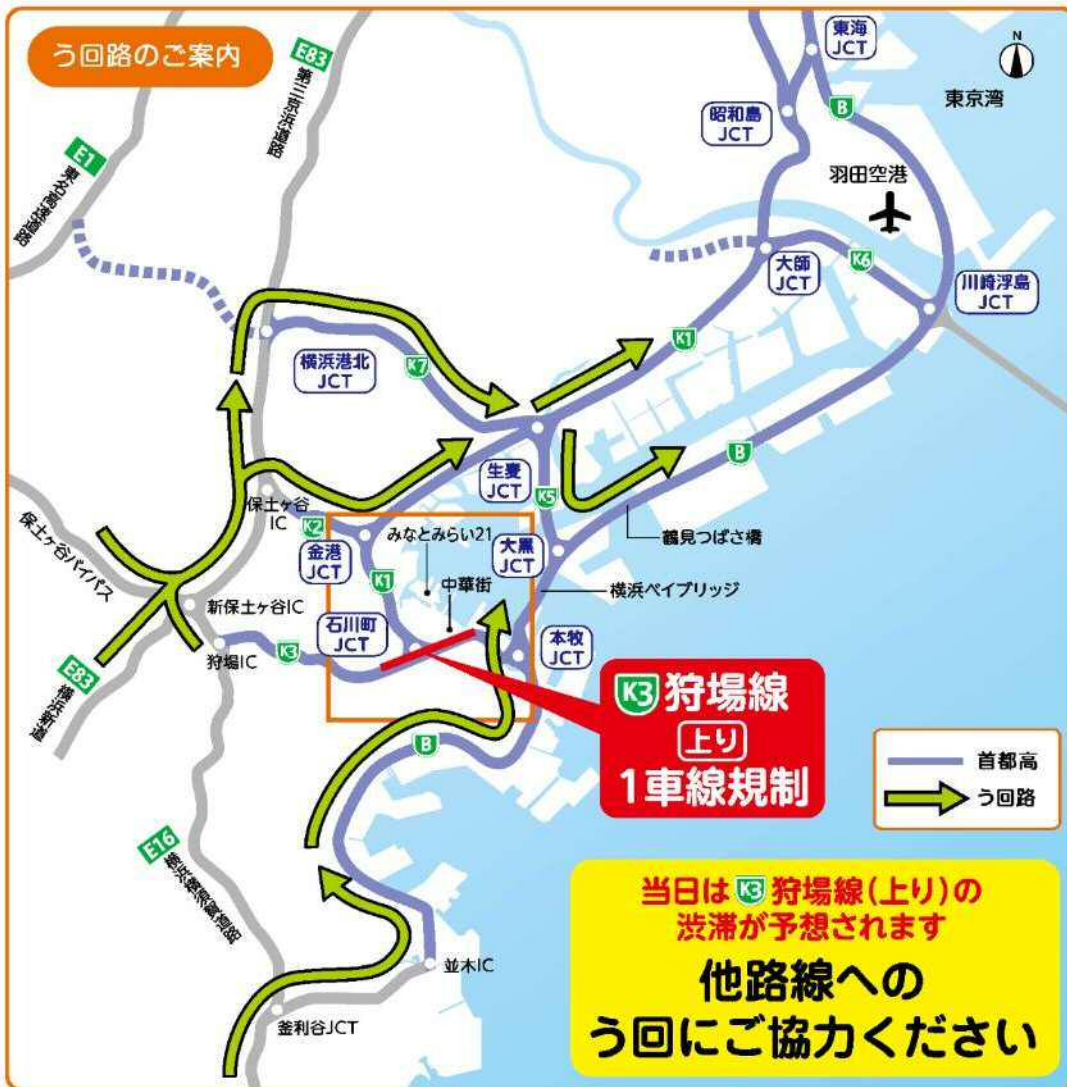 う回路のご案内
E83
第三京浜道路
E1
東名高速道路
東海
JCT
N
東京湾
B
昭和島
JCT
羽田空港
K6
大師
JCT
川崎浮島
JCT
横浜港北
JCT
K7
K1
B
生麦
JCT
K5
保土ヶ谷
IC
K2
みなとみらい21
大黒
JCT
鶴見つばさ橋
金港
JCT
K1
中華街
横浜ベイブリッジ
保土ヶ谷バイパス
新保土ヶ谷IC
石川町
JCT
本牧
JCT
狩場IC
K3
E83
横浜新道
K3 狩場線
上り
1車線規制
B
首都高
う回路
E16
横浜横須賀道路
並木IC
釜利谷JCT
当日は K3 狩場線(上り)の
渋滞が予想されます
他路線への
う回にご協力ください